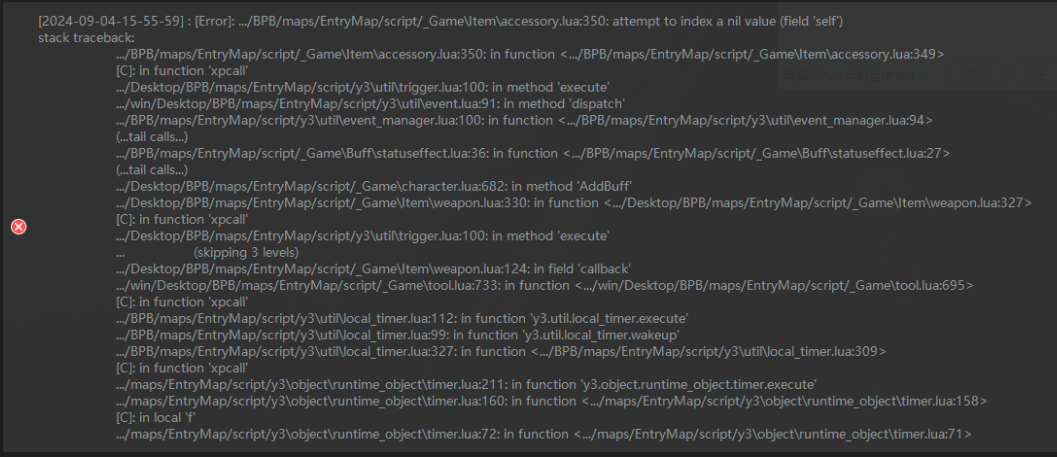 [2024-09-04-15-55-59] : [Error]: .../BPB/maps/EntryMap/script/_Game\Item\accessory.lua:350: attempt to index a nil value (field 'self')
stack traceback:
.../BPB/maps/EntryMap/script/_Game\Item\accessory.lua:350: in function <.../BPB/maps/EntryMap/script/_Game\Item\accessory.lua:349>
[C]: in function 'xpcall'
.../Desktop/BPB/maps/EntryMap/script/y3\util\trigger.lua:100: in method 'execute'
.../win/Desktop/BPB/maps/EntryMap/script/y3\util\event.lua:91: in method 'dispatch'
.../BPB/maps/EntryMap/script/y3\util\event_manager.lua:100: in function <.../BPB/maps/EntryMap/script/y3\util\event_manager.lua:94>
(...tail calls...)
.../BPB/maps/EntryMap/script/_Game\Buff\statuseffect.lua:36: in function <.../BPB/maps/EntryMap/script/_Game\Buff\statuseffect.lua:27>
(...tail calls...)
.../Desktop/BPB/maps/EntryMap/script/_Game\character.lua:682: in method 'AddBuff'
.../Desktop/BPB/maps/EntryMap/script/_Game\Item\weapon.lua:330: in function <.../Desktop/BPB/maps/EntryMap/script/_Game\Item\weapon.lua:327>
[C]: in function 'xpcall'
.../Desktop/BPB/maps/EntryMap/script/y3\util\trigger.lua:100: in method 'execute'
... (skipping 3 levels)
.../Desktop/BPB/maps/EntryMap/script/_Game\Item\weapon.lua:124: in field 'callback'
.../win/Desktop/BPB/maps/EntryMap/script/_Game\tool.lua:733: in function <.../win/Desktop/BPB/maps/EntryMap/script/_Game\tool.lua:695>
[C]: in function 'xpcall'
.../BPB/maps/EntryMap/script/y3\util\local_timer.lua:112: in function 'y3.util.local_timer.execute'
.../BPB/maps/EntryMap/script/y3\util\local_timer.lua:99: in function 'y3.util.local_timer.wakeup'
.../BPB/maps/EntryMap/script/y3\util\local_timer.lua:327: in function <.../BPB/maps/EntryMap/script/y3\util\local_timer.lua:309>
[C]: in function 'xpcall'
.../maps/EntryMap/script/y3\object\runtime_object\timer.lua:211: in function 'y3.object.runtime_object.timer.execute'
.../maps/EntryMap/script/y3\object\runtime_object\timer.lua:160: in function <.../maps/EntryMap/script/y3\object\runtime_object\timer.lua:158>
[C]: in local 'f'
.../maps/EntryMap/script/y3\object\runtime_object\timer.lua:72: in function <.../maps/EntryMap/script/y3\object\runtime_object\timer.lua:71>